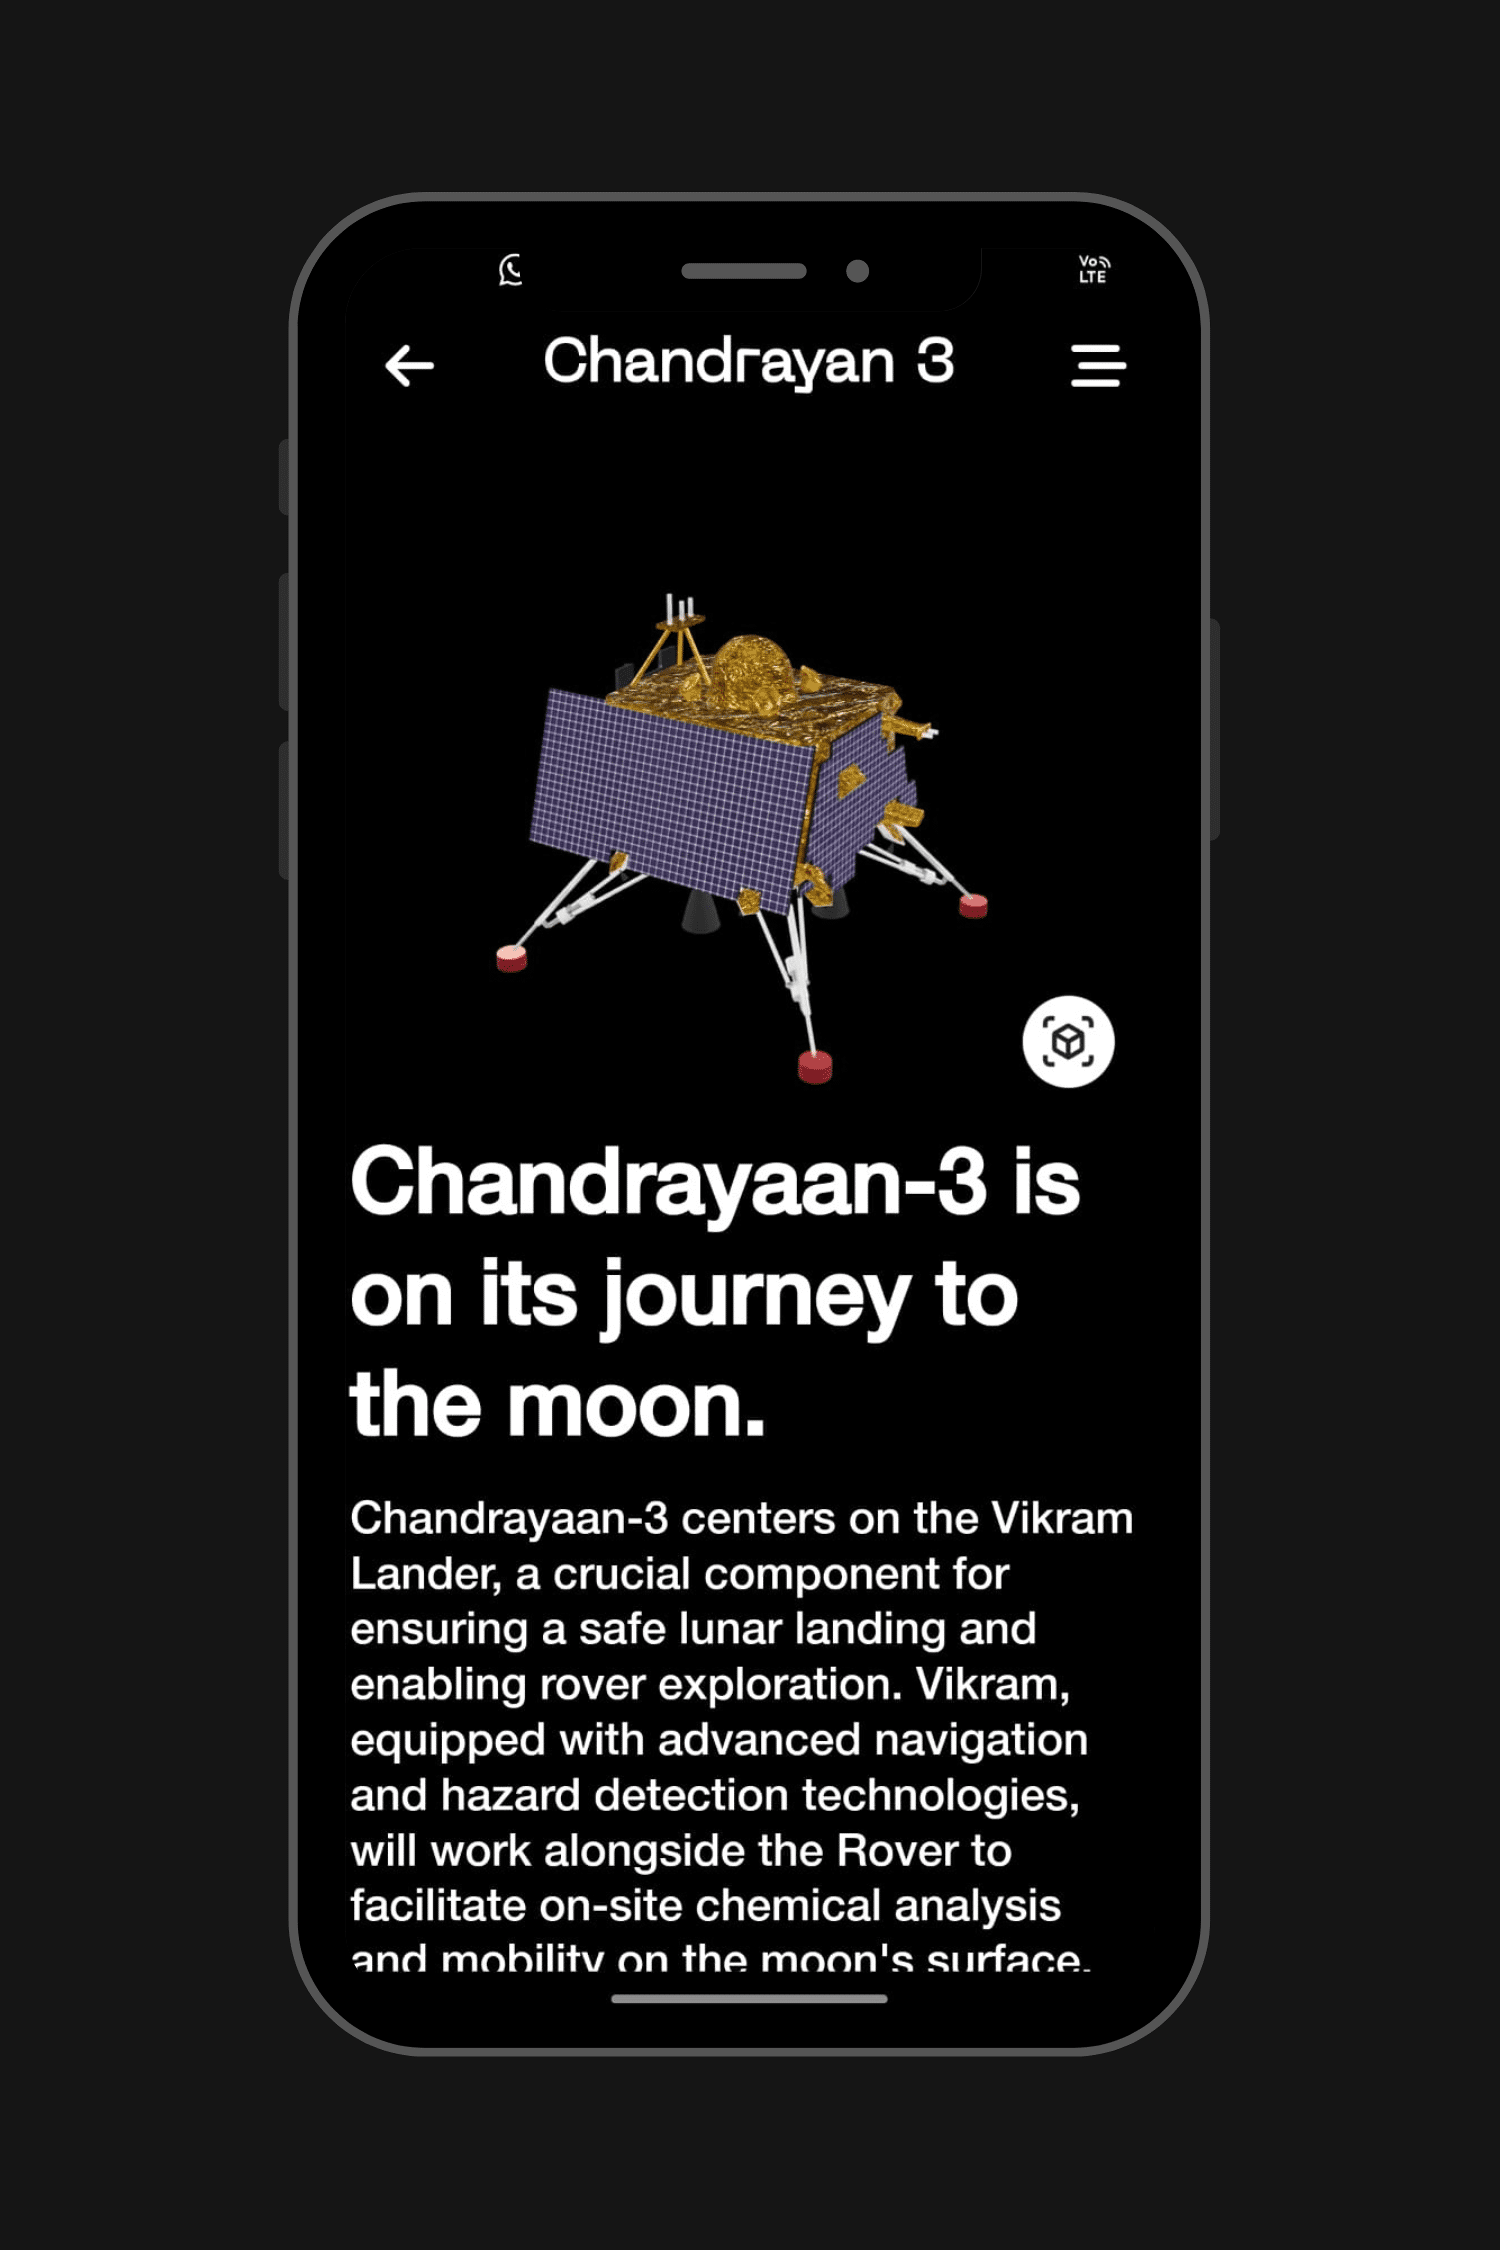 Vo
LTE
Chandrayan 3
Chandrayaan-3 is
on its journey to
the moon.
Chandrayaan-3 centers on the Vikram
Lander, a crucial component for
ensuring a safe lunar landing and
enabling rover exploration. Vikram,
equipped with advanced navigation
and hazard detection technologies,
will work alongside the Rover to
facilitate on-site chemical analysis
and mobility on the moon's surface.